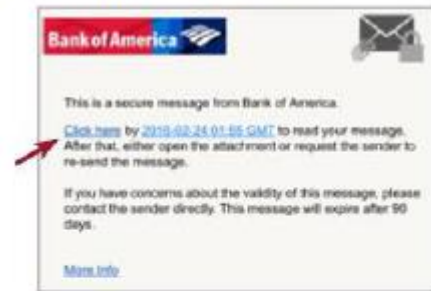 Bank of America
This is a secure message from Bank of America.
Click here by 2016-02-24 01:55 GMT to read your message.
After that, either open the attachment or request the sender to
re-send the message.
If you have concerns about the validity of this message, please
contact the sender directly. This message will expire after 90
days.
More Info